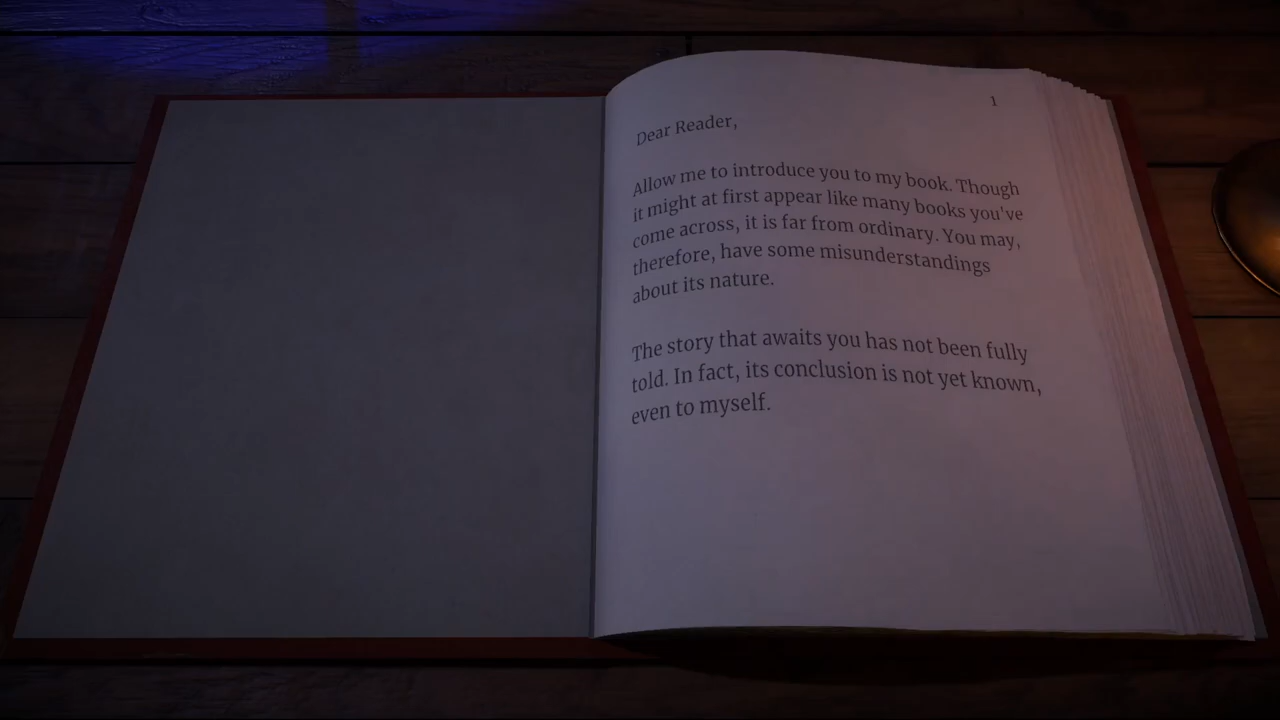 1
Dear Reader,
Allow me to introduce you to my book. Though
it might at first appear like many books you've
come across, it is far from ordinary. You may,
therefore, have some misunderstandings
about its nature.
The story that awaits you has not been fully
told. In fact, its conclusion is not yet known,
even to myself.